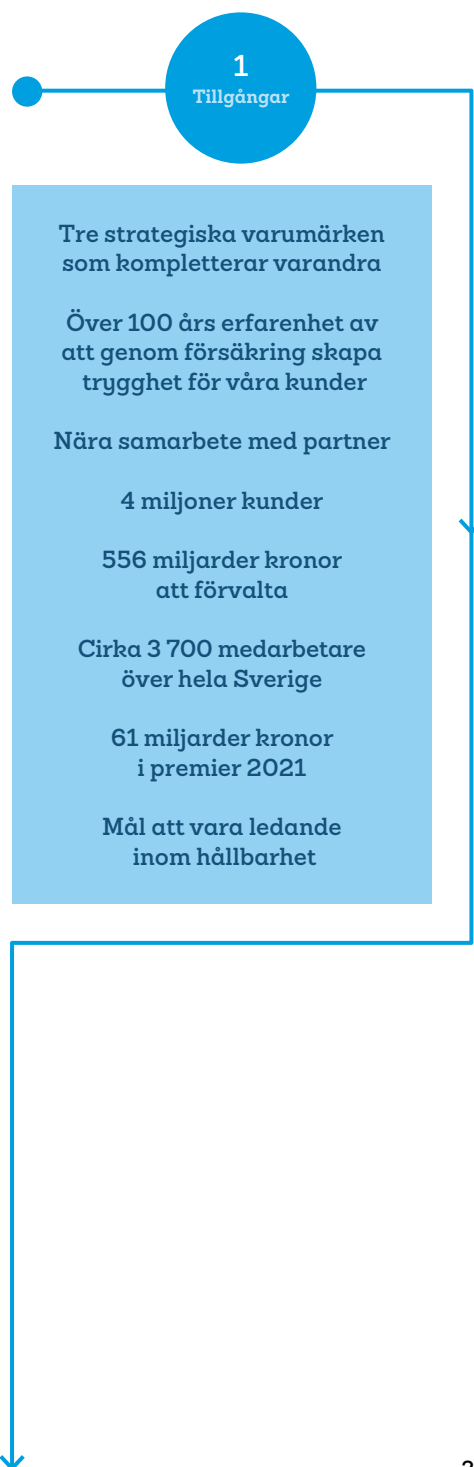 1
Tillgångar
Tre strategiska varumärken
som kompletterar varandra
Över 100 års erfarenhet av
att genom försäkring skapa
trygghet för våra kunder
Nära samarbete med partner
4 miljoner kunder
556 miljarder kronor
att förvalta
Cirka 3 700 medarbetare
över hela Sverige
61 miljarder kronor
i premier 2021
Mål att vara ledande
inom hållbarhet